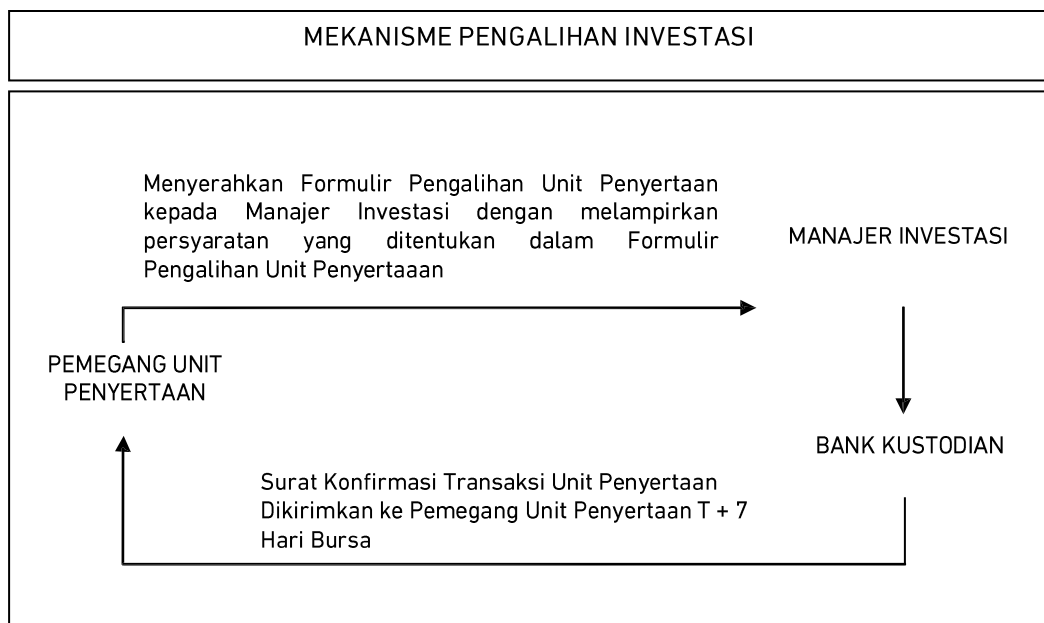 MEKANISME PENGALIHAN INVESTASI
Menyerahkan Formulir Pengalihan Unit Penyertaan
kepada Manajer Investasi dengan melampirkan
persyaratan yang ditentukan dalam Formulir
Pengalihan Unit Penyertaaan
MANAJER INVESTASI
PEMEGANG UNIT
PENYERTAAN
BANK KUSTODIAN
Surat Konfirmasi Transaksi Unit Penyertaan
Dikirimkan ke Pemegang Unit Penyertaan T + 7
Hari Bursa